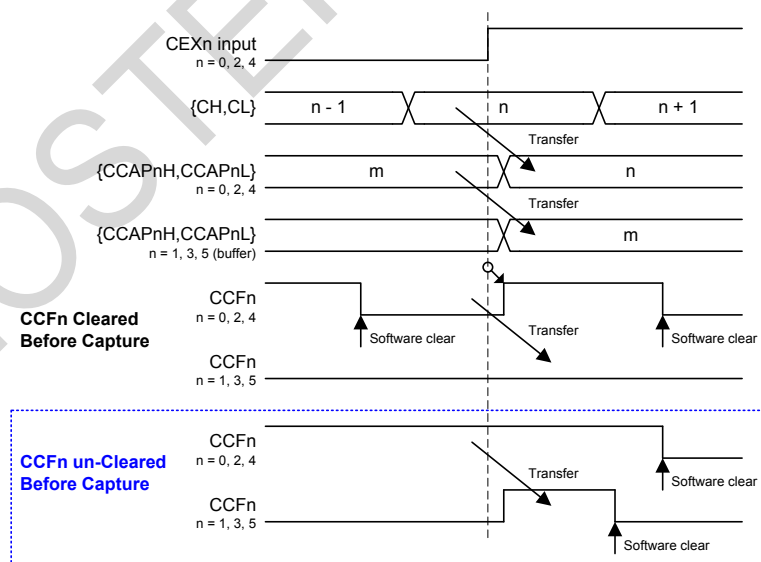 CEXn input
n = 0, 2, 4
{CH,CL}
n - 1
n
n + 1
Transfer
{CCAPnH,CCAPnL}
n = 0, 2, 4
m
n
Transfer
{CCAPnH,CCAPnL}
n = 1, 3, 5 (buffer)
m
CCFn Cleared
Before Capture
CCFn
n = 0, 2, 4
Software clear
Transfer
Software clear
CCFn
n = 1, 3, 5
CCFn un-Cleared
Before Capture
CCFn
n = 0, 2, 4
Transfer
Software clear
CCFn
n = 1, 3, 5
Software clear